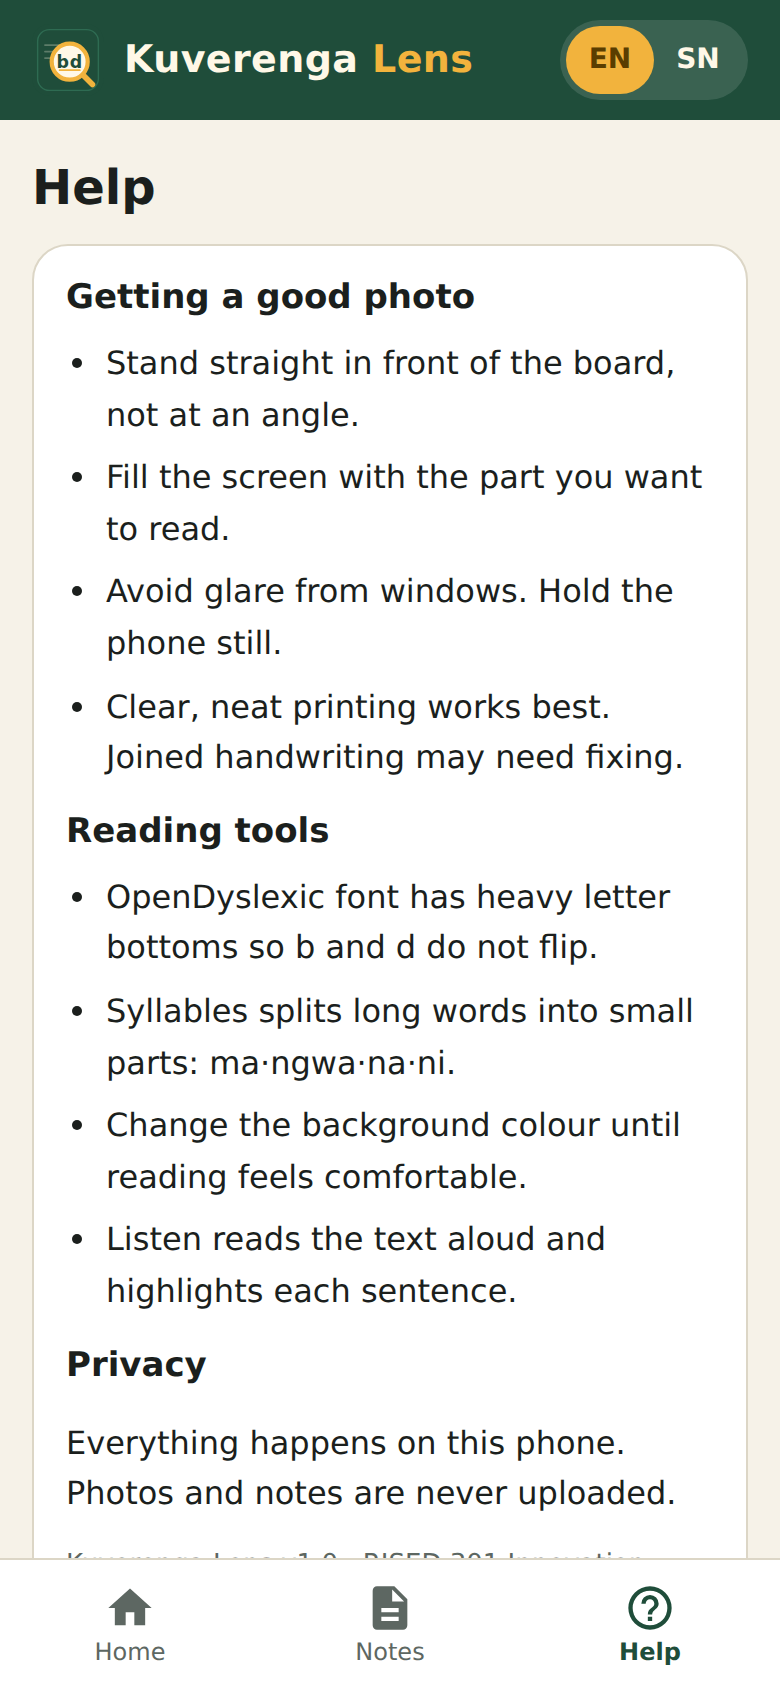 bd
Kuverenga Lens
EN SN
Help
Getting a good photo
• Stand straight in front of the board,
not at an angle.
• Fill the screen with the part you want
to read.
• Avoid glare from windows. Hold the
phone still.
• Clear, neat printing works best.
Joined handwriting may need fixing.
Reading tools
• OpenDyslexic font has heavy letter
bottoms so b and d do not flip.
• Syllables splits long words into small
parts: ma·ngwa·na·ni.
• Change the background colour until
reading feels comfortable.
• Listen reads the text aloud and
highlights each sentence.
Privacy
Everything happens on this phone.
Photos and notes are never uploaded.
Home Notes Help